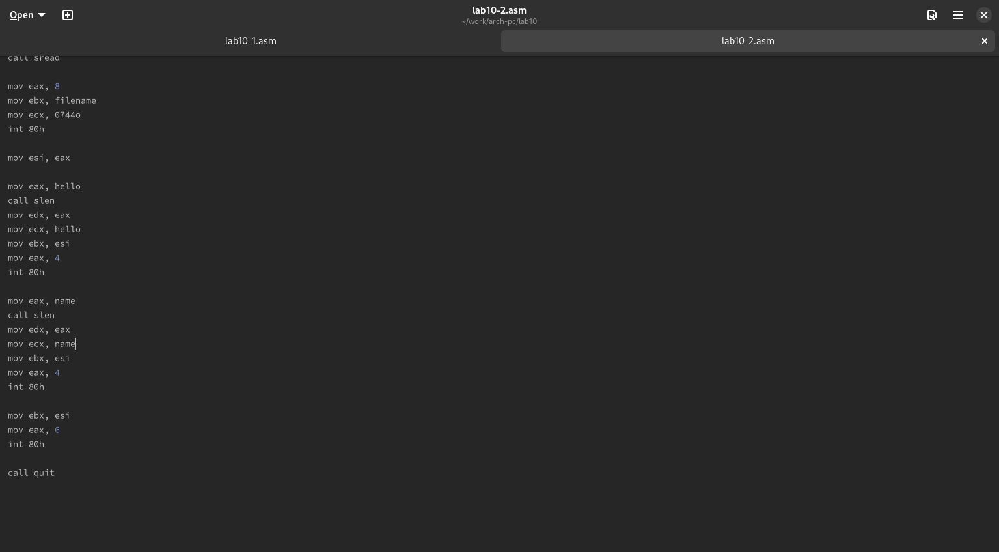 Open
lab10-2.asm
~/work/arch-pc/lab10
lab10-1.asm
lab10-2.asm
call sread
mov eax, 8
mov ebx, filename
mov ecx, 0744o
int 80h
mov esi, eax
mov eax, hello
call slen
mov edx, eax
mov ecx, hello
mov ebx, esi
mov eax, 4
int 80h
mov eax, name
call slen
mov edx, eax
mov ecx, name
mov ebx, esi
mov eax, 4
int 80h
mov ebx, esi
mov eax, 6
int 80h
call quit